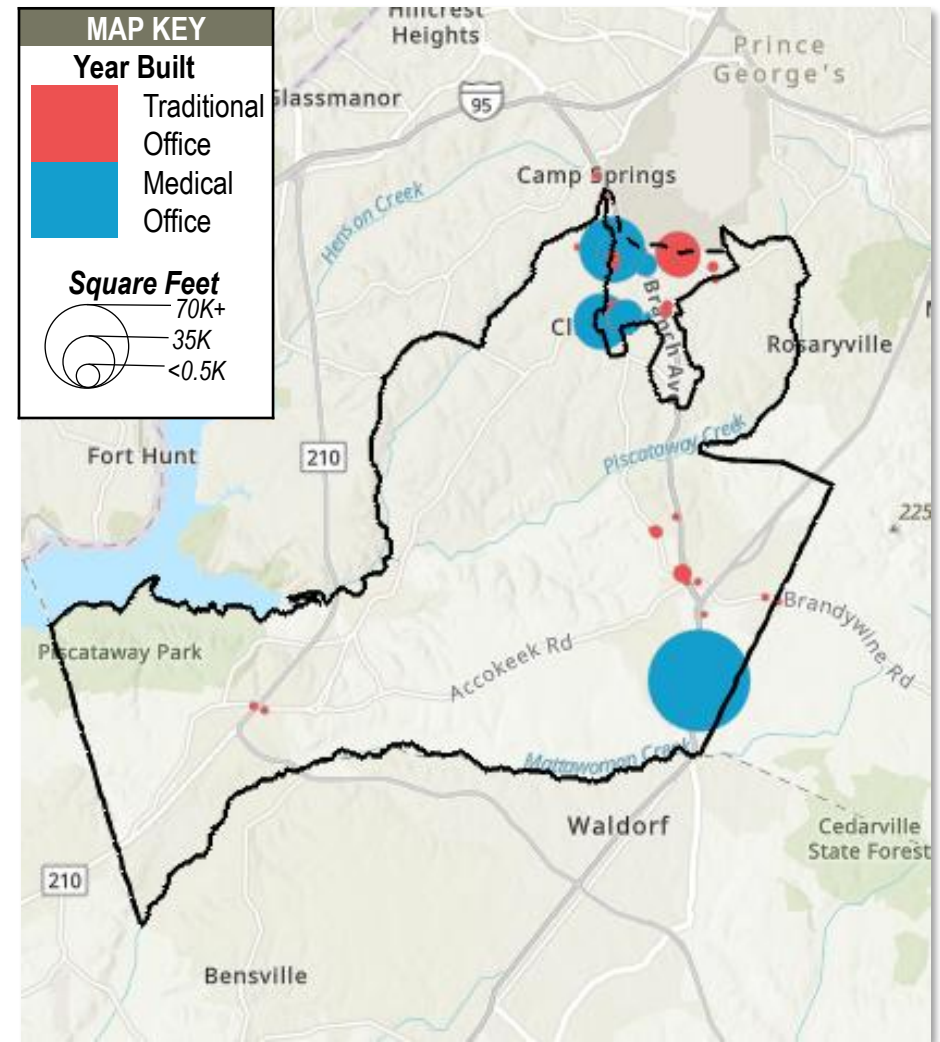 MAP KEY
Year Built
Traditional
Office
Medical
Office
Square Feet
70K+
35K
<0.5K
Hillcrest
Heights
Prince
George's
Glassmanor
95
Camp Springs
Henson Creek
Branch Av
Cl
Rosaryville
Fort Hunt
210
Piscataway Creek
225
Piscataway Park
Accokeek Rd
Brandywine Rd
Mattawoman Creek
Waldorf
Cedarville
State Forest
210
Bensville